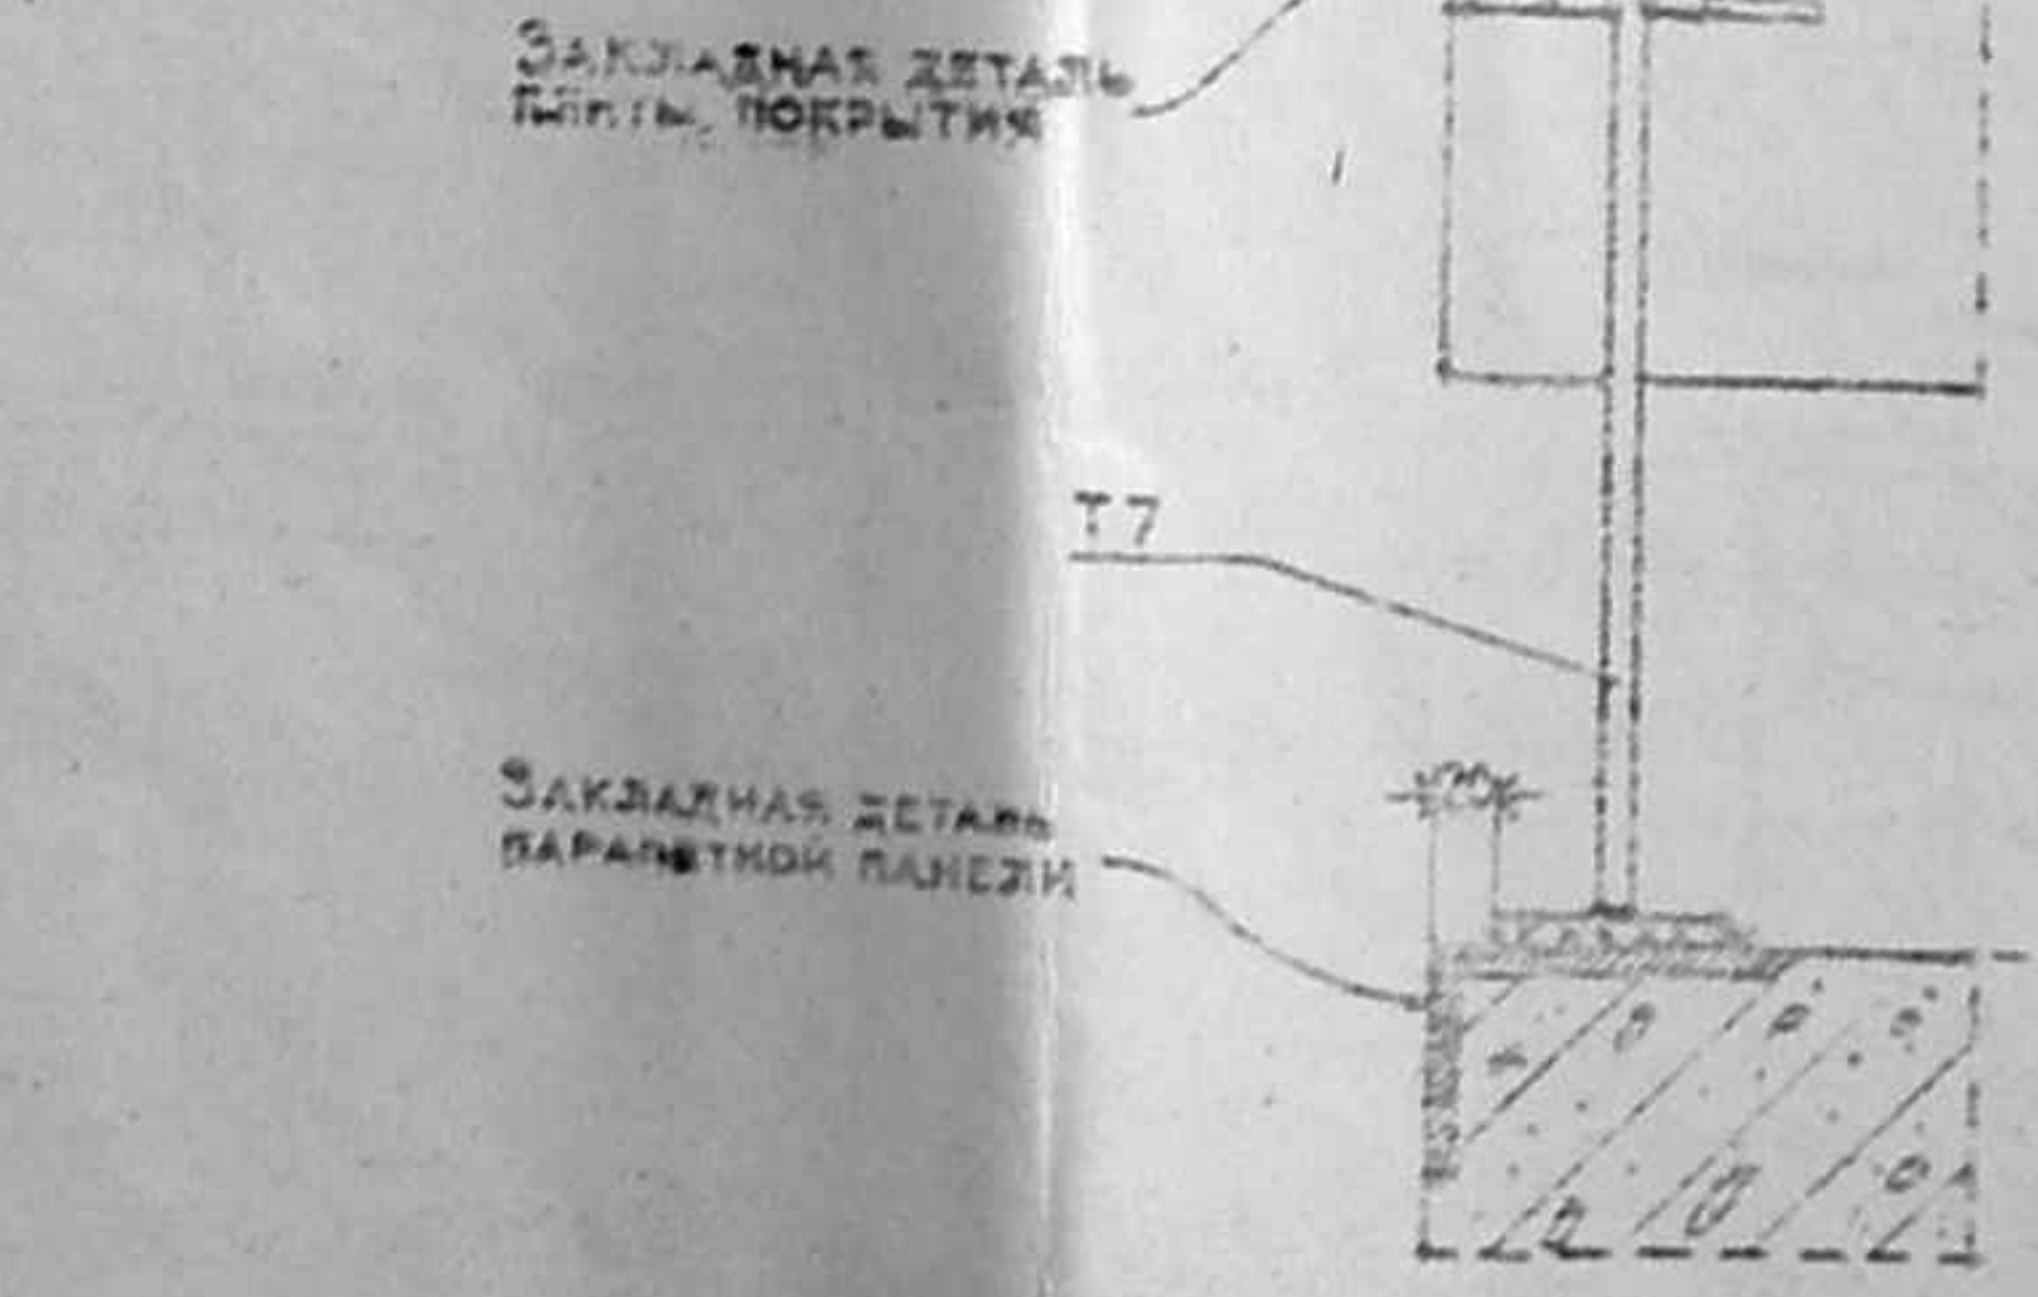 ЗАКЛАДНАЯ ДЕТАЛЬ
ПЛИТЫ ПОКРЫТИЯ
Т7
ЗАКЛАДНАЯ ДЕТАЛЬ
ПАРАПЕТНОЙ ПАНЕЛИ